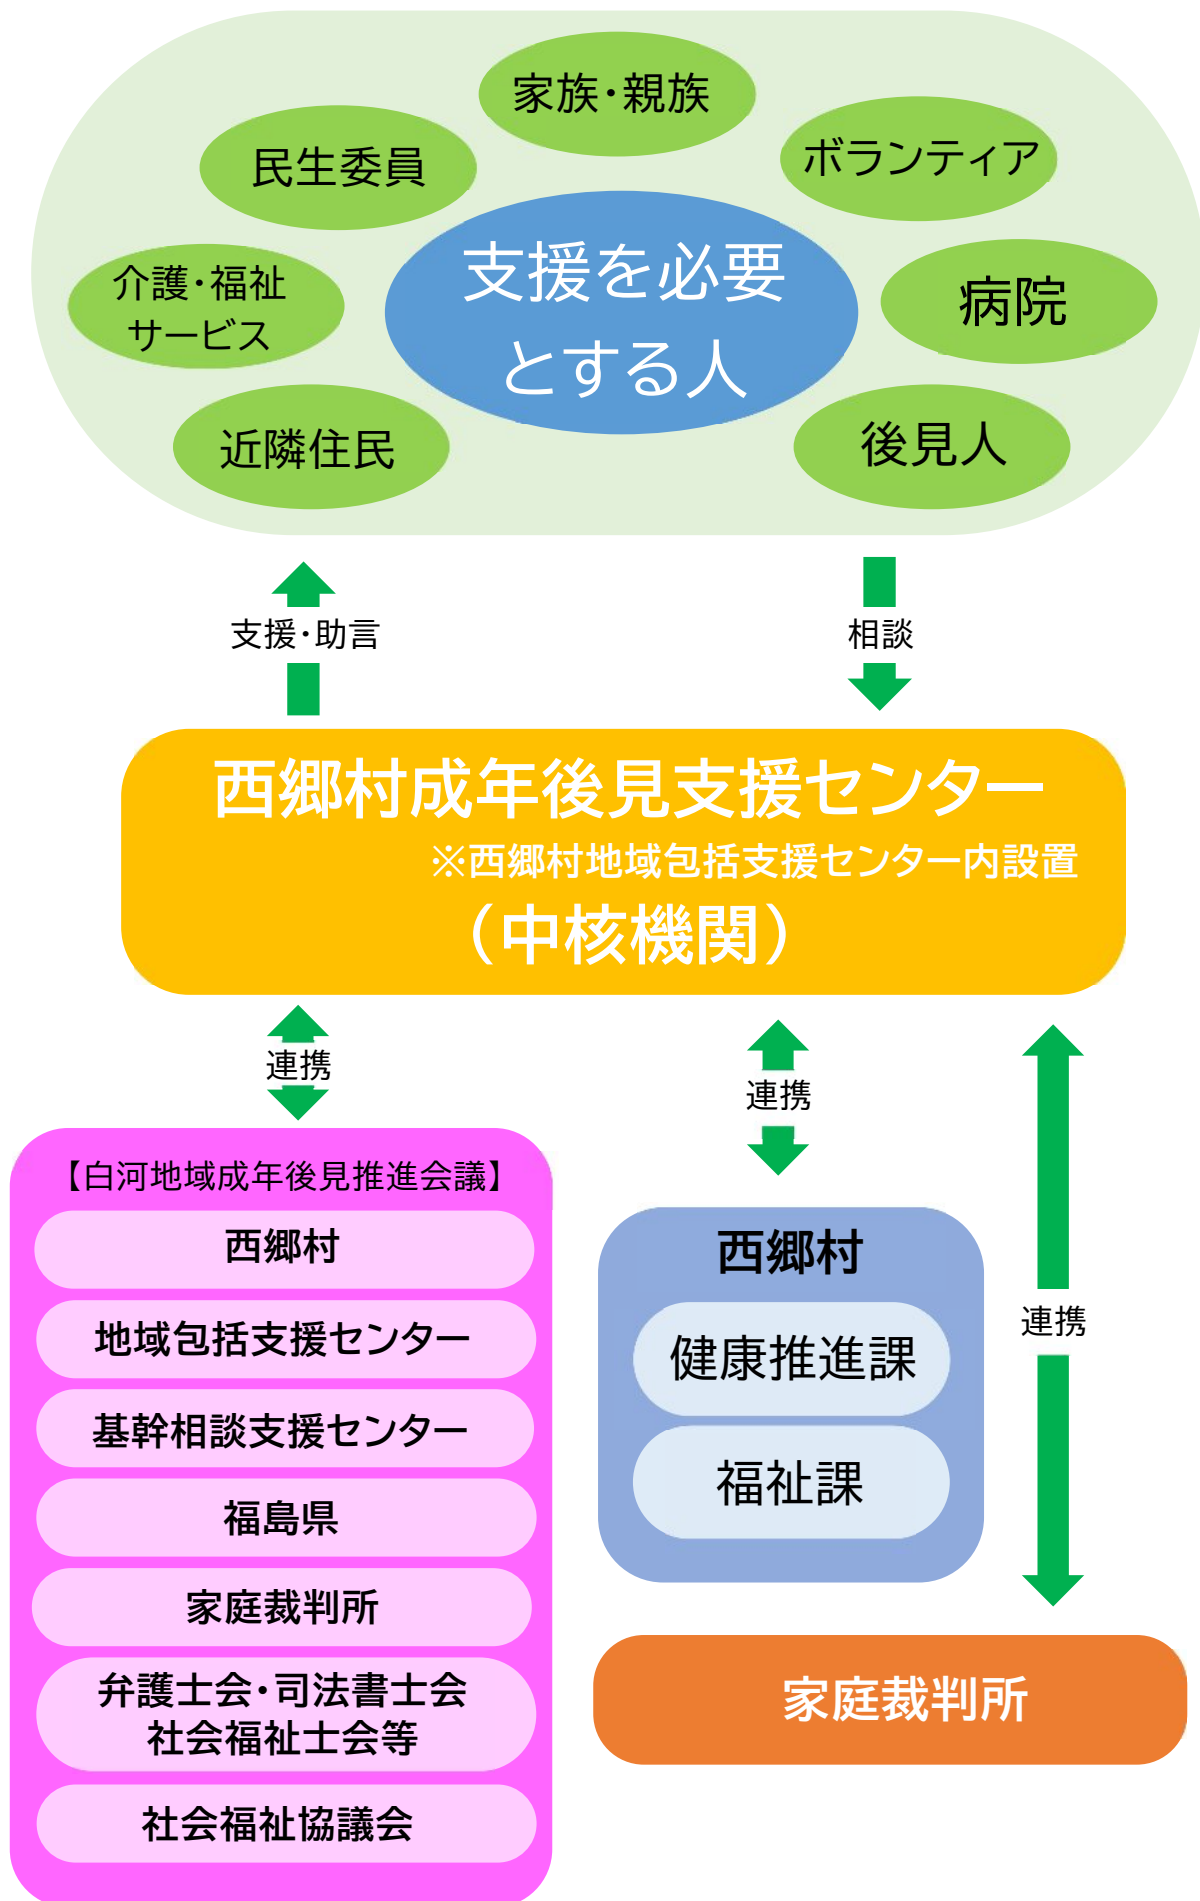 家族・親族
民生委員
ボランティア
介護・福祉
サービス
支援を必要
とする人
病院
近隣住民
後見人
支援・助言
相談
西郷村成年後見支援センター
※西郷村地域包括支援センター内設置
（中核機関）
連携
連携
連携
【白河地域成年後見推進会議】
西郷村
地域包括支援センター
基幹相談支援センター
福島県
家庭裁判所
弁護士会・司法書士会
社会福祉士会等
社会福祉協議会
西郷村
健康推進課
福祉課
家庭裁判所